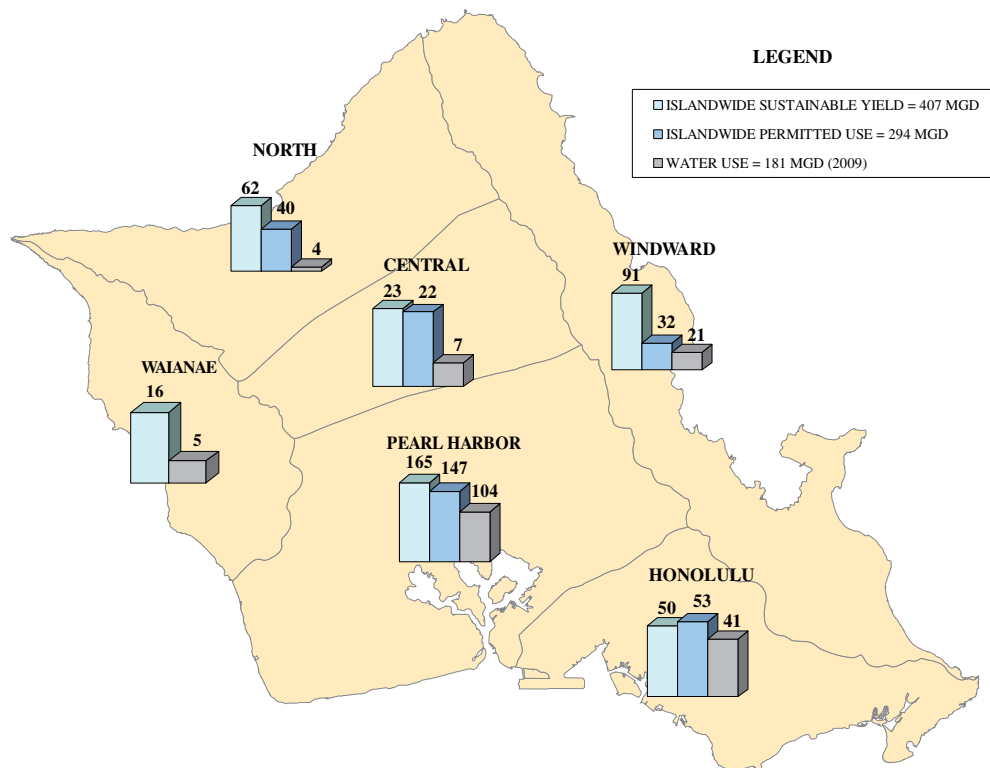 LEGEND
ISLANDWIDE SUSTAINABLE YIELD = 407 MGD
ISLANDWIDE PERMITTED USE = 294 MGD
WATER USE = 181 MGD (2009)
NORTH
62
40
4
CENTRAL
23
22
7
WINDWARD
91
32
21
WAIANAE
16
5
PEARL HARBOR
165
147
104
HONOLULU
50
53
41